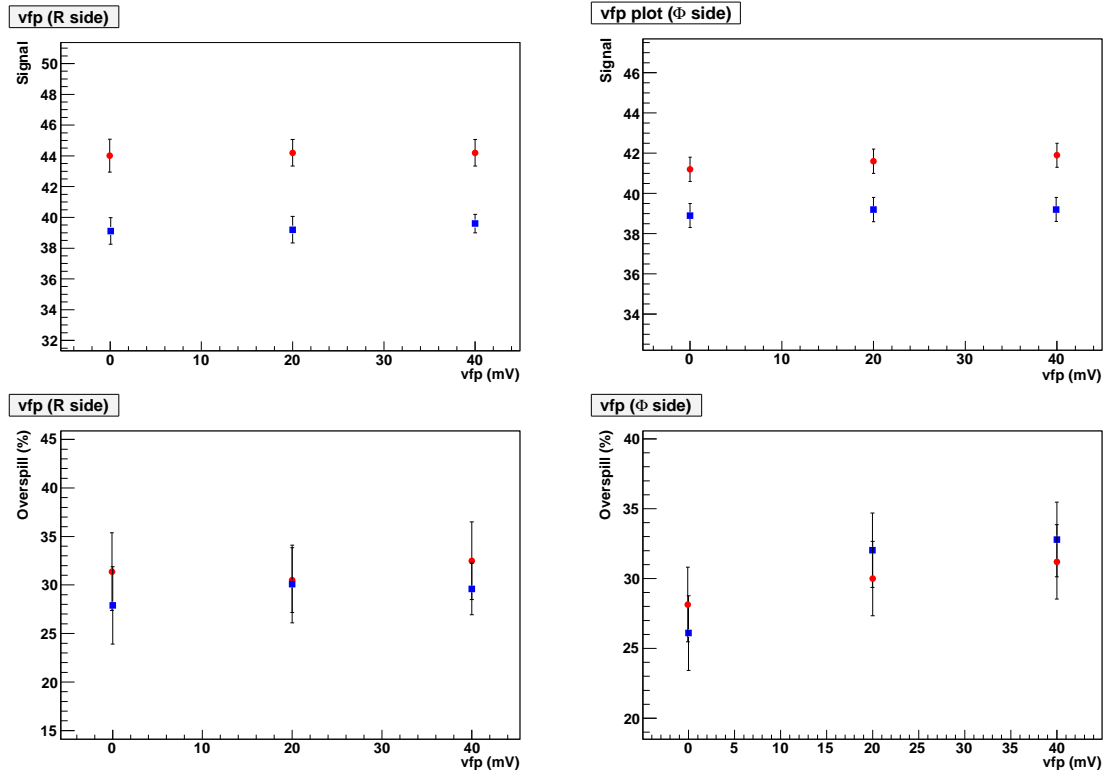 vfp (R side)
Signal
50
48
46
44
42
40
38
36
34
32
0 10 20 30 40
vfp (mV)
vfp plot (Φ side)
Signal
46
44
42
40
38
36
34
0 10 20 30 40
vfp (mV)
vfp (R side)
Overspill (%)
45
40
35
30
25
20
15
0 10 20 30 40
vfp (mV)
vfp (Φ side)
Overspill (%)
40
35
30
25
20
0 5 10 15 20 25 30 35 40
vfp (mV)